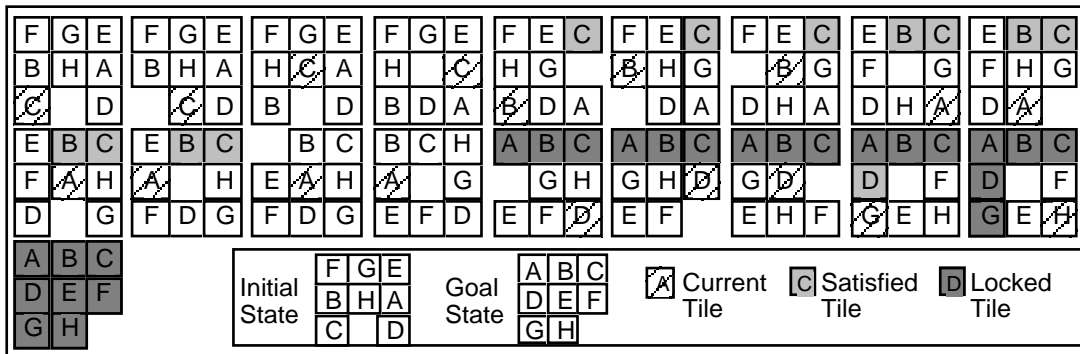 F G E F G E F G E F G E F E C F E C F E C E B C E B C
B H A B H A H C A H C H G B H G B G F G F H G
C D C D B D B D A B D A D A D H A D H A D A
E B C E B C B C B C H A B C A B C A B C A B C A B C
F A H A H E A H A G G H G H D G D D F D F
D G F D G F D G E F D E F D E F E H F G E H G E H
A B C
D E F
G H
Initial State
F G E
B H A
C D
Goal State
A B C
D E F
G H
A Current Tile
C Satisfied Tile
D Locked Tile